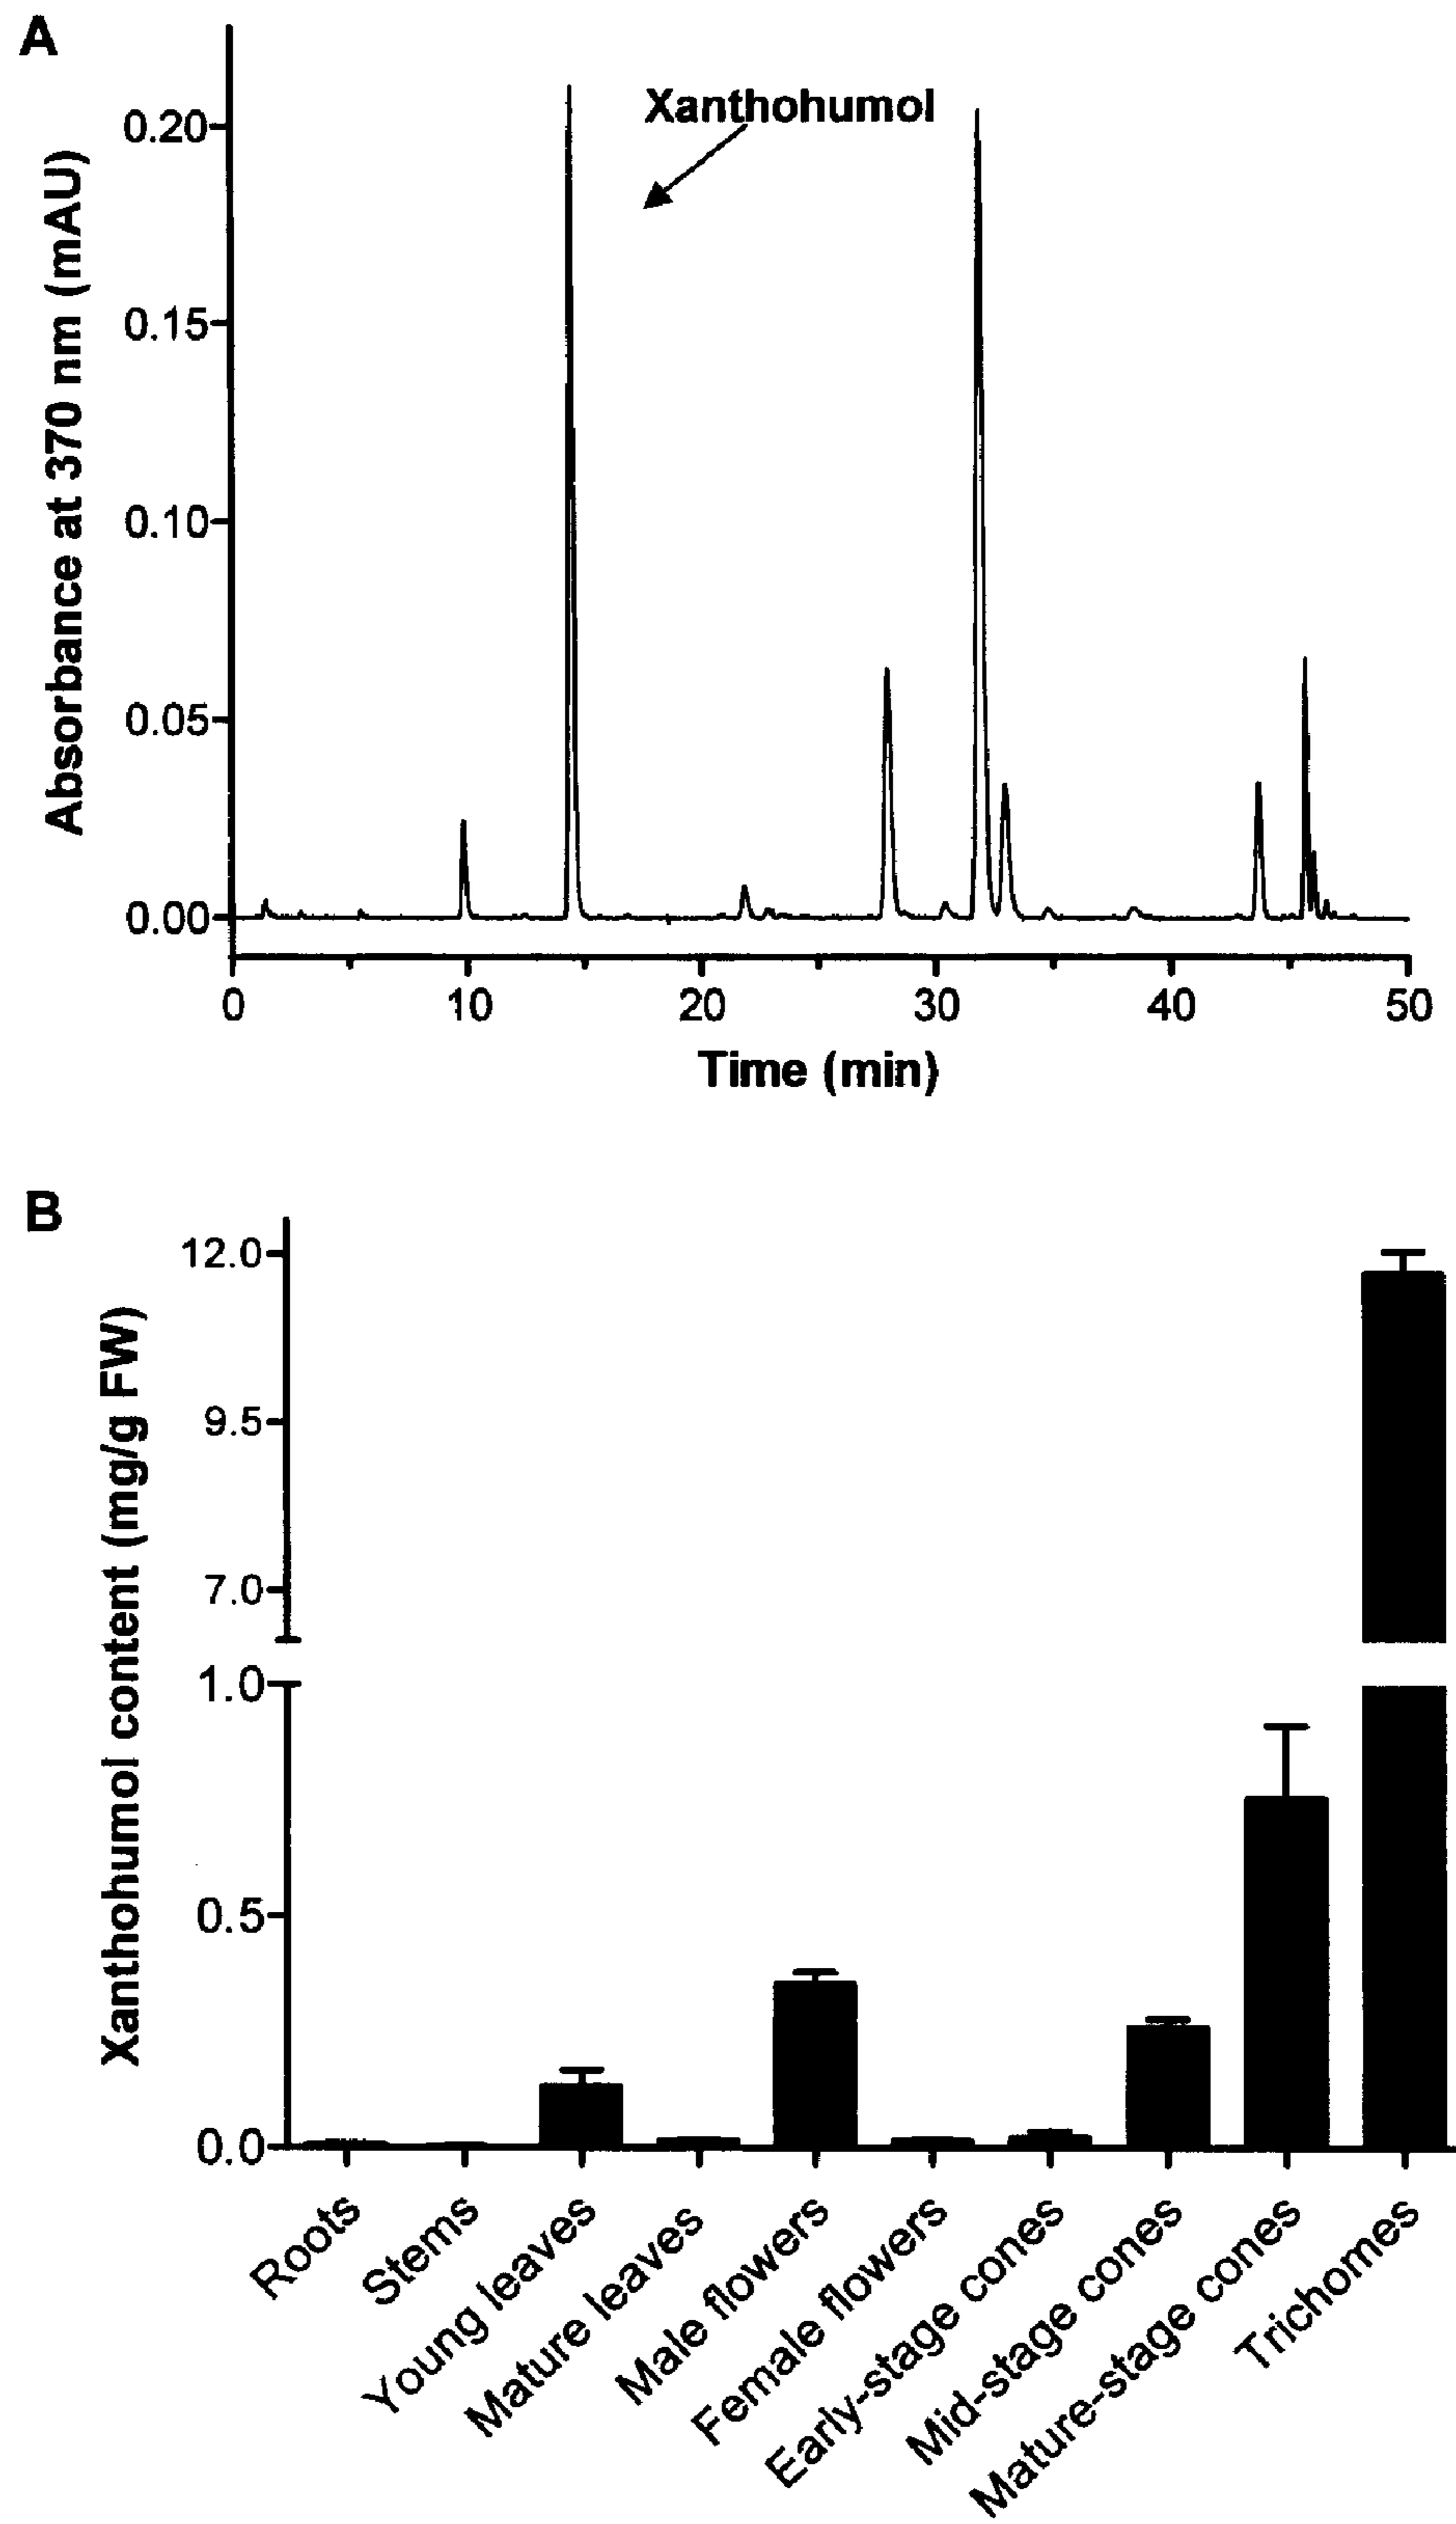 A
Xanthohumol
Absorbance at 370 nm (mAU)
0.20
0.15
0.10
0.05
0.00
0 10 20 30 40 50
Time (min)
B
Xanthohumol content (mg/g FW)
12.0
9.5
7.0
1.0
0.5
0.0
Roots
Stems
Young leaves
Mature leaves
Male flowers
Female flowers
Early-stage cones
Mid-stage cones
Mature-stage cones
Trichomes